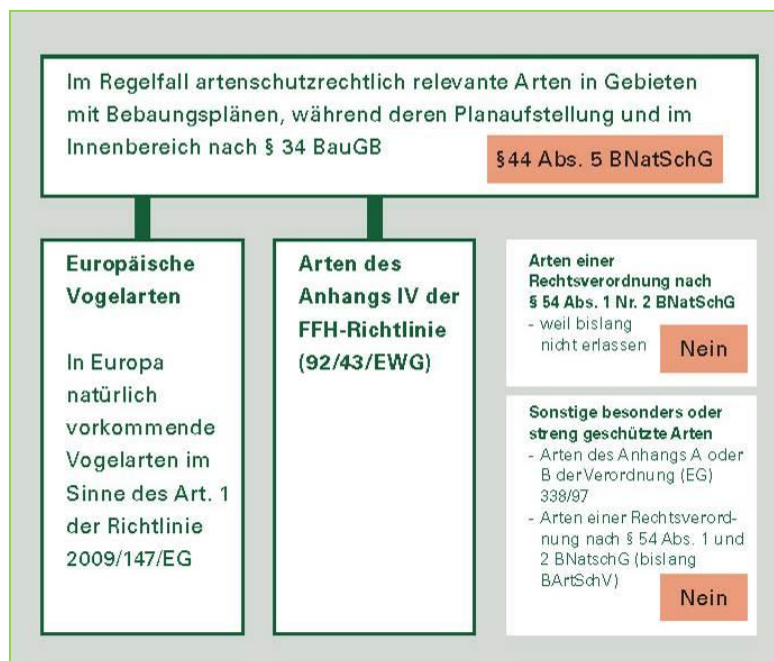 Im Regelfall artenschutzrechtlich relevante Arten in Gebieten
mit Bebaungsplänen, während deren Planaufstellung und im
Innenbereich nach § 34 BauGB
§44 Abs. 5 BNatSchG
Europäische
Vogelarten
In Europa
natürlich
vorkommende
Vogelarten im
Sinne des Art. 1
der Richtlinie
2009/147/EG
Arten des
Anhangs IV der
FFH-Richtlinie
(92/43/EWG)
Arten einer
Rechtsverordnung nach
§ 54 Abs. 1 Nr. 2 BNatSchG
- weil bislang
nicht erlassen
Nein
Sonstige besonders oder
streng geschützte Arten
- Arten des Anhangs A oder
B der Verordnung (EG)
338/97
- Arten einer Rechtsverord-
nung nach § 54 Abs. 1 und
2 BNatschG (bislang
BArtSchV)
Nein